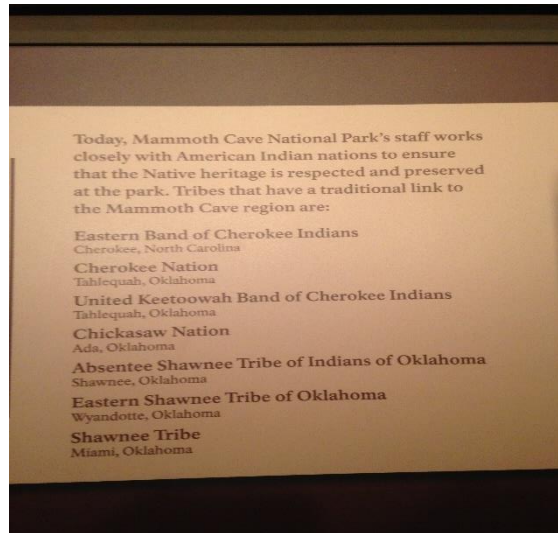 Today, Mammoth Cave National Park's staff works
closely with American Indian nations to ensure
that the Native heritage is respected and preserved
at the park. Tribes that have a traditional link to
the Mammoth Cave region are:
Eastern Band of Cherokee Indians
Cherokee, North Carolina
Cherokee Nation
Tahlequah, Oklahoma
United Keetoowah Band of Cherokee Indians
Tahlequah, Oklahoma
Chickasaw Nation
Ada, Oklahoma
Absentee Shawnee Tribe of Indians of Oklahoma
Shawnee, Oklahoma
Eastern Shawnee Tribe of Oklahoma
Wyandotte, Oklahoma
Shawnee Tribe
Miami, Oklahoma